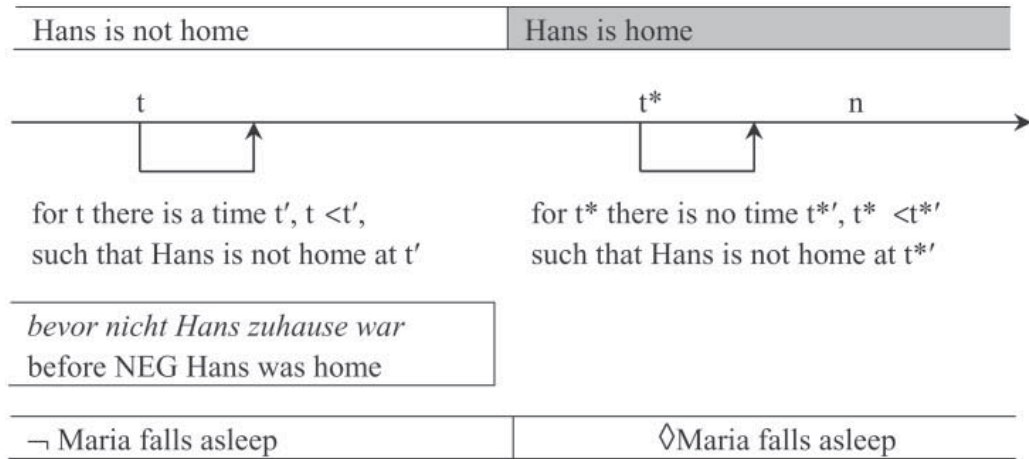 Hans is not home
Hans is home
t
t*
n
for t there is a time t′, t <t′,
such that Hans is not home at t′
for t* there is no time t*′, t* <t*′
such that Hans is not home at t*′
bevor nicht Hans zuhause war
before NEG Hans was home
¬ Maria falls asleep
◊Maria falls asleep